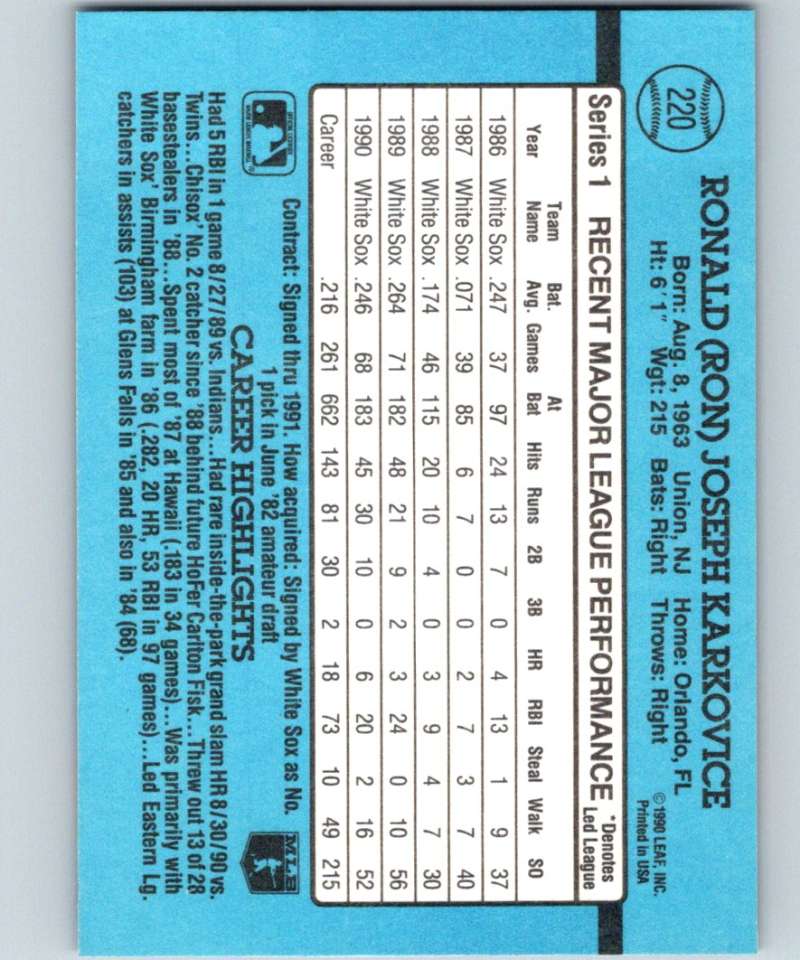 220
RONALD (RON) JOSEPH KARKOVICE
Born: Aug. 8, 1963 Union, NJ Home: Orlando, FL
Ht: 6'1" Wgt: 215 Bats: Right Throws: Right
© 1990 LEAF, INC.
Printed in USA
Series 1 RECENT MAJOR LEAGUE PERFORMANCE *Denotes
Led League
Team Bat. At
Year Name Avg. Games Bat Hits Runs 2B 3B HR RBI Steal Walk SO
1986 White Sox .247 37 97 24 13 7 0 4 13 1 9 37
1987 White Sox .071 39 85 6 7 0 0 2 7 3 7 40
1988 White Sox .174 46 115 20 10 4 0 3 9 4 7 30
1989 White Sox .264 71 182 48 21 9 2 3 24 0 10 56
1990 White Sox .246 68 183 45 30 10 0 6 20 2 16 52
Career .216 261 662 143 81 30 2 18 73 10 49 215
Contract: Signed thru 1991. How acquired: Signed by White Sox as No.
1 pick in June '82 amateur draft
CAREER HIGHLIGHTS
MLB
Had 5 RBI in 1 game 8/27/89 vs. Indians...Had rare inside-the-park grand slam HR 8/30/90 vs.
Twins...Chisox' No. 2 catcher since '88 behind future HoFer Carlton Fisk...Threw out 13 of 28
basestealers in '88...Spent most of '87 at Hawaii (.183 in 34 games)...Was primarily with
White Sox' Birmingham farm in '86 (.282, 20 HR, 53 RBI in 97 games)...Led Eastern Lg.
catchers in assists (103) at Glens Falls in '85 and also in '84 (68).